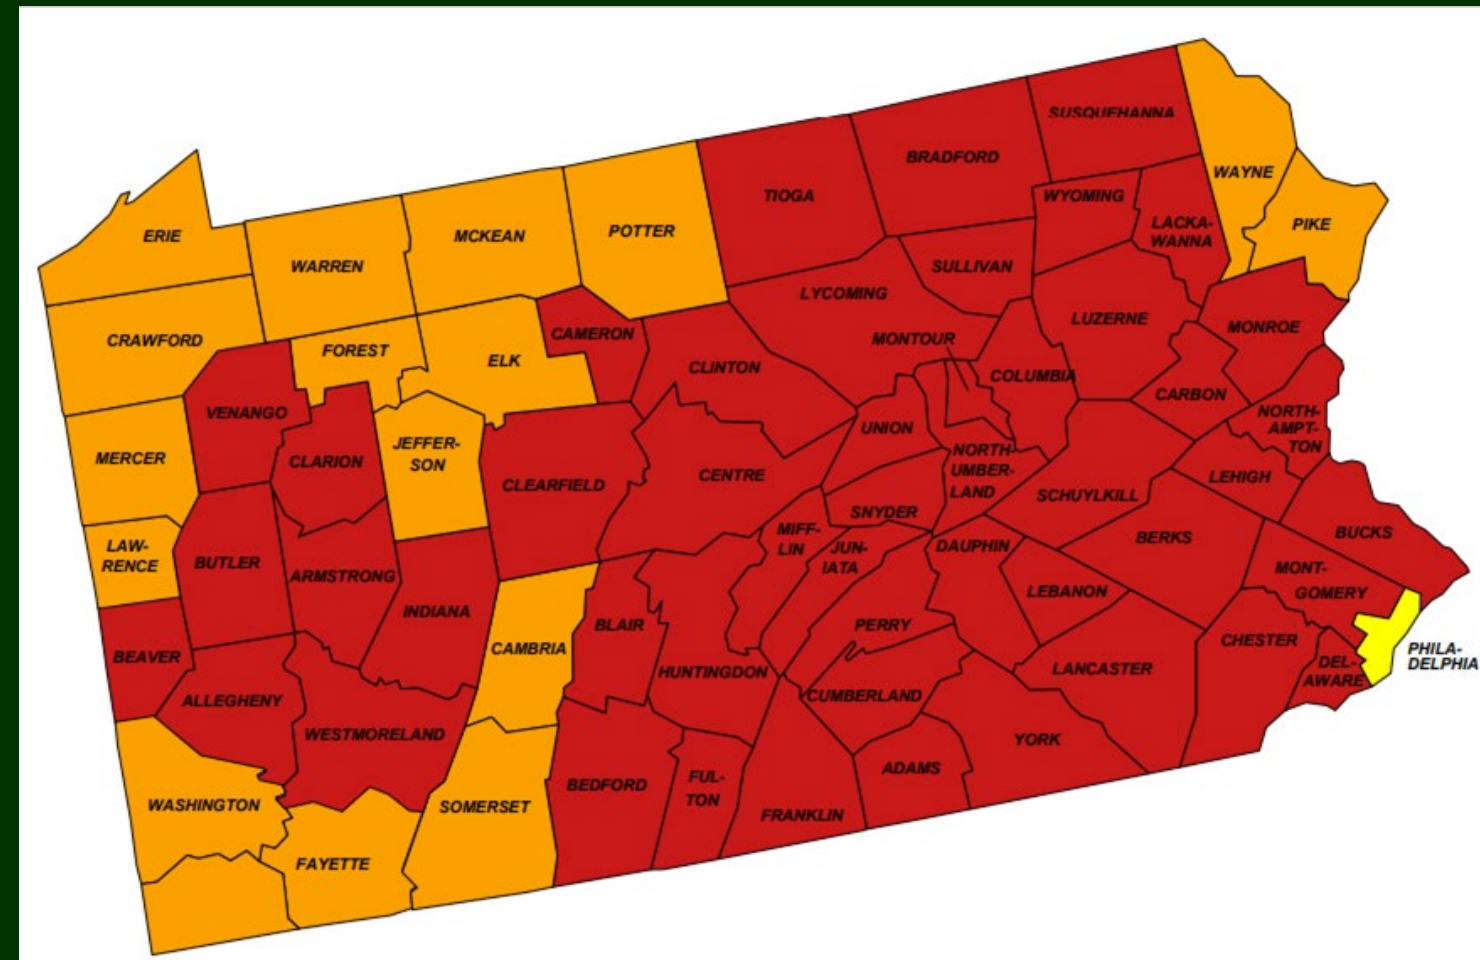 SUSQUEHANNA
BRADFORD
TIOGA
WYOMING
LACKA-
WANNA
WAYNE
PIKE
ERIE
WARREN
MCKEAN
POTTER
SULLIVAN
LYCOMING
CRAWFORD
FOREST
ELK
CAMERON
CLINTON
MONTOUR
COLUMBIA
LUZERNE
MONROE
CARBON
VENANGO
MERCER
CLARION
JEFFER-
SON
CLEARFIELD
CENTRE
UNION
SNYDER
NORTH-
UMBER-
LAND
SCHUYLKILL
LEHIGH
NORTH-
AMPT-
TON
LAW-
RENCE
BUTLER
ARMSTRONG
INDIANA
MIFF-
LIN
JUN-
IATA
DAUPHIN
LEBANON
BERKS
BUCKS
MONT-
GOMERY
BEAVER
ALLEGHENY
WESTMORELAND
CAMBRIA
BLAIR
HUNTINGDON
PERRY
CUMBERLAND
LANCASTER
CHESTER
DEL-
AWARE
PHILA-
DELPHIA
WASHINGTON
FAYETTE
SOMERSET
BEDFORD
FUL-
TON
FRANKLIN
ADAMS
YORK